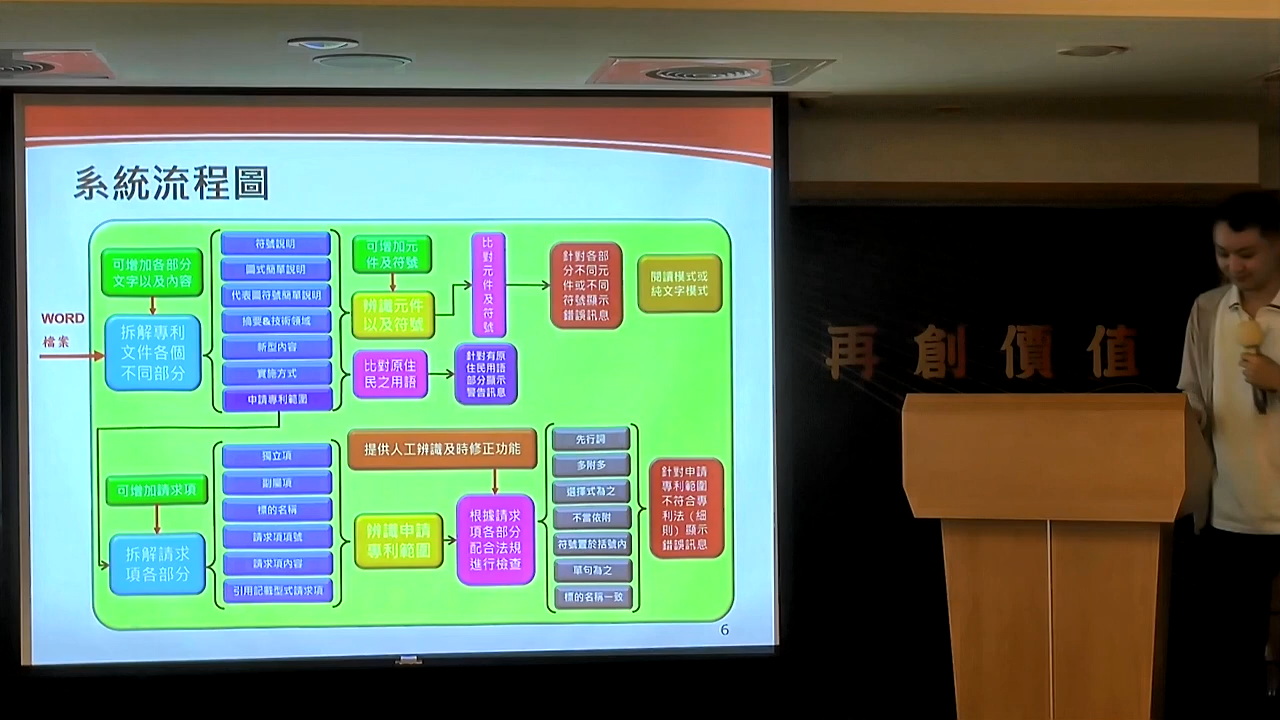 系統流程圖
WORD
檔案
可增加各部分
文字以及內容
拆解專利
文件各個
不同部分
符號說明
圖式簡單說明
代表圖符號簡單說明
摘要&技術領域
新型內容
實施方式
申請專利範圍
可增加元
件及符號
辨識元件
以及符號
比對原住
民之用語
比
對
元
件
及
符
號
針對有原
住民用語
部分顯示
警告訊息
針對各部
分不同元
件或不同
符號顯示
錯誤訊息
閱讀模式或
純文字模式
可增加請求項
拆解請求
項各部分
獨立項
副屬項
標的名稱
請求項項號
請求項內容
引用記載型式請求項
提供人工辨識及時修正功能
辨識申請
專利範圍
根據請求
項各部分
配合法規
進行檢查
先行詞
多附多
選擇式為之
不當依附
符號置於括號內
單句為之
標的名稱一致
針對申請
專利範圍
不符合專
利法（細
則）顯示
錯誤訊息
6
再創價值